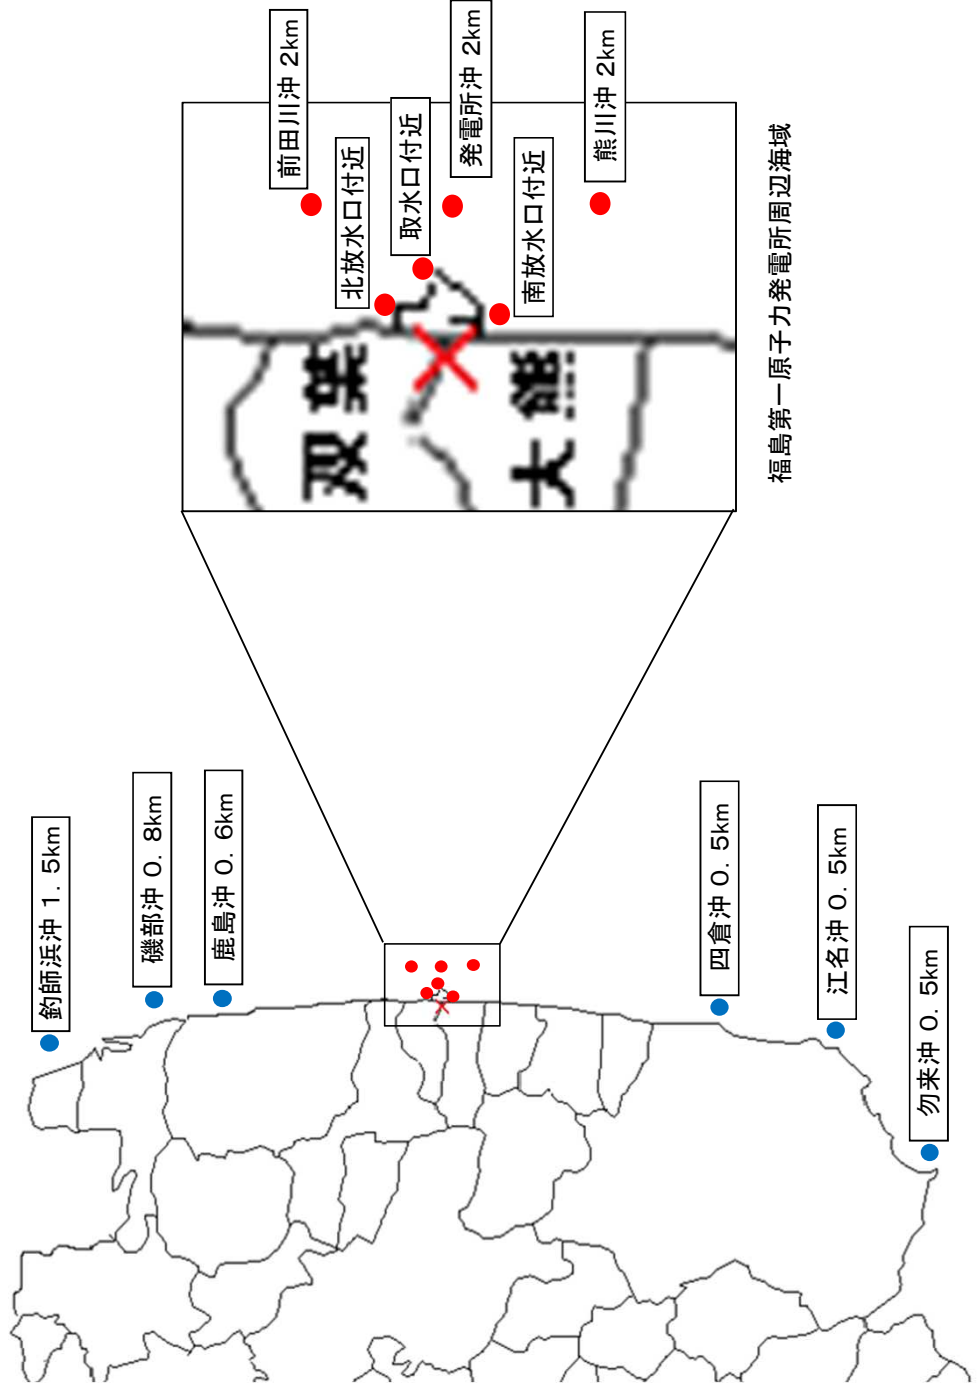 前田川沖 2km
北放水口付近
取水口付近
発電所沖 2km
南放水口付近
熊川沖 2km
双葉
大熊
福島第一原子力発電所周辺海域
釣師浜沖 1．5km
磯部沖 0．8km
鹿島沖 0．6km
四倉沖 0．5km
江名沖 0．5km
勿来沖 0．5km